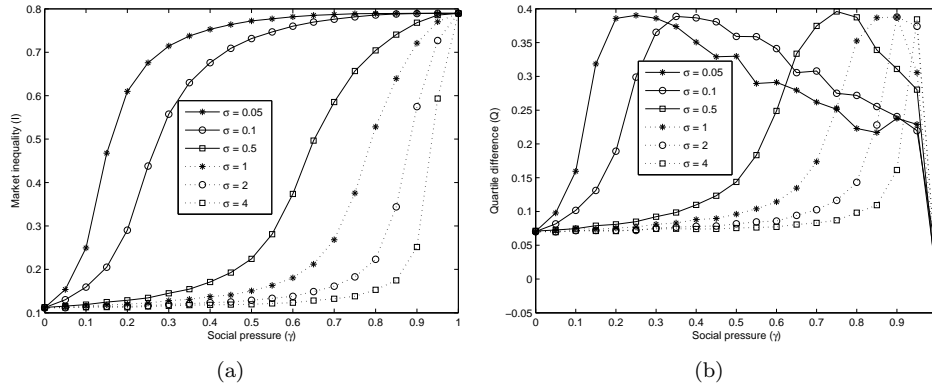 0.8
0.7
0.6
0.5
0.4
0.3
0.2
0.1
Market inequality (I)
σ = 0.05
σ = 0.1
σ = 0.5
σ = 1
σ = 2
σ = 4
0 0.1 0.2 0.3 0.4 0.5 0.6 0.7 0.8 0.9 1
Social pressure (γ)
(a)
0.4
0.35
0.3
0.25
0.2
0.15
0.1
0.05
0
−0.05
Quartile difference (Q)
σ = 0.05
σ = 0.1
σ = 0.5
σ = 1
σ = 2
σ = 4
0 0.1 0.2 0.3 0.4 0.5 0.6 0.7 0.8 0.9
Social pressure (γ)
(b)